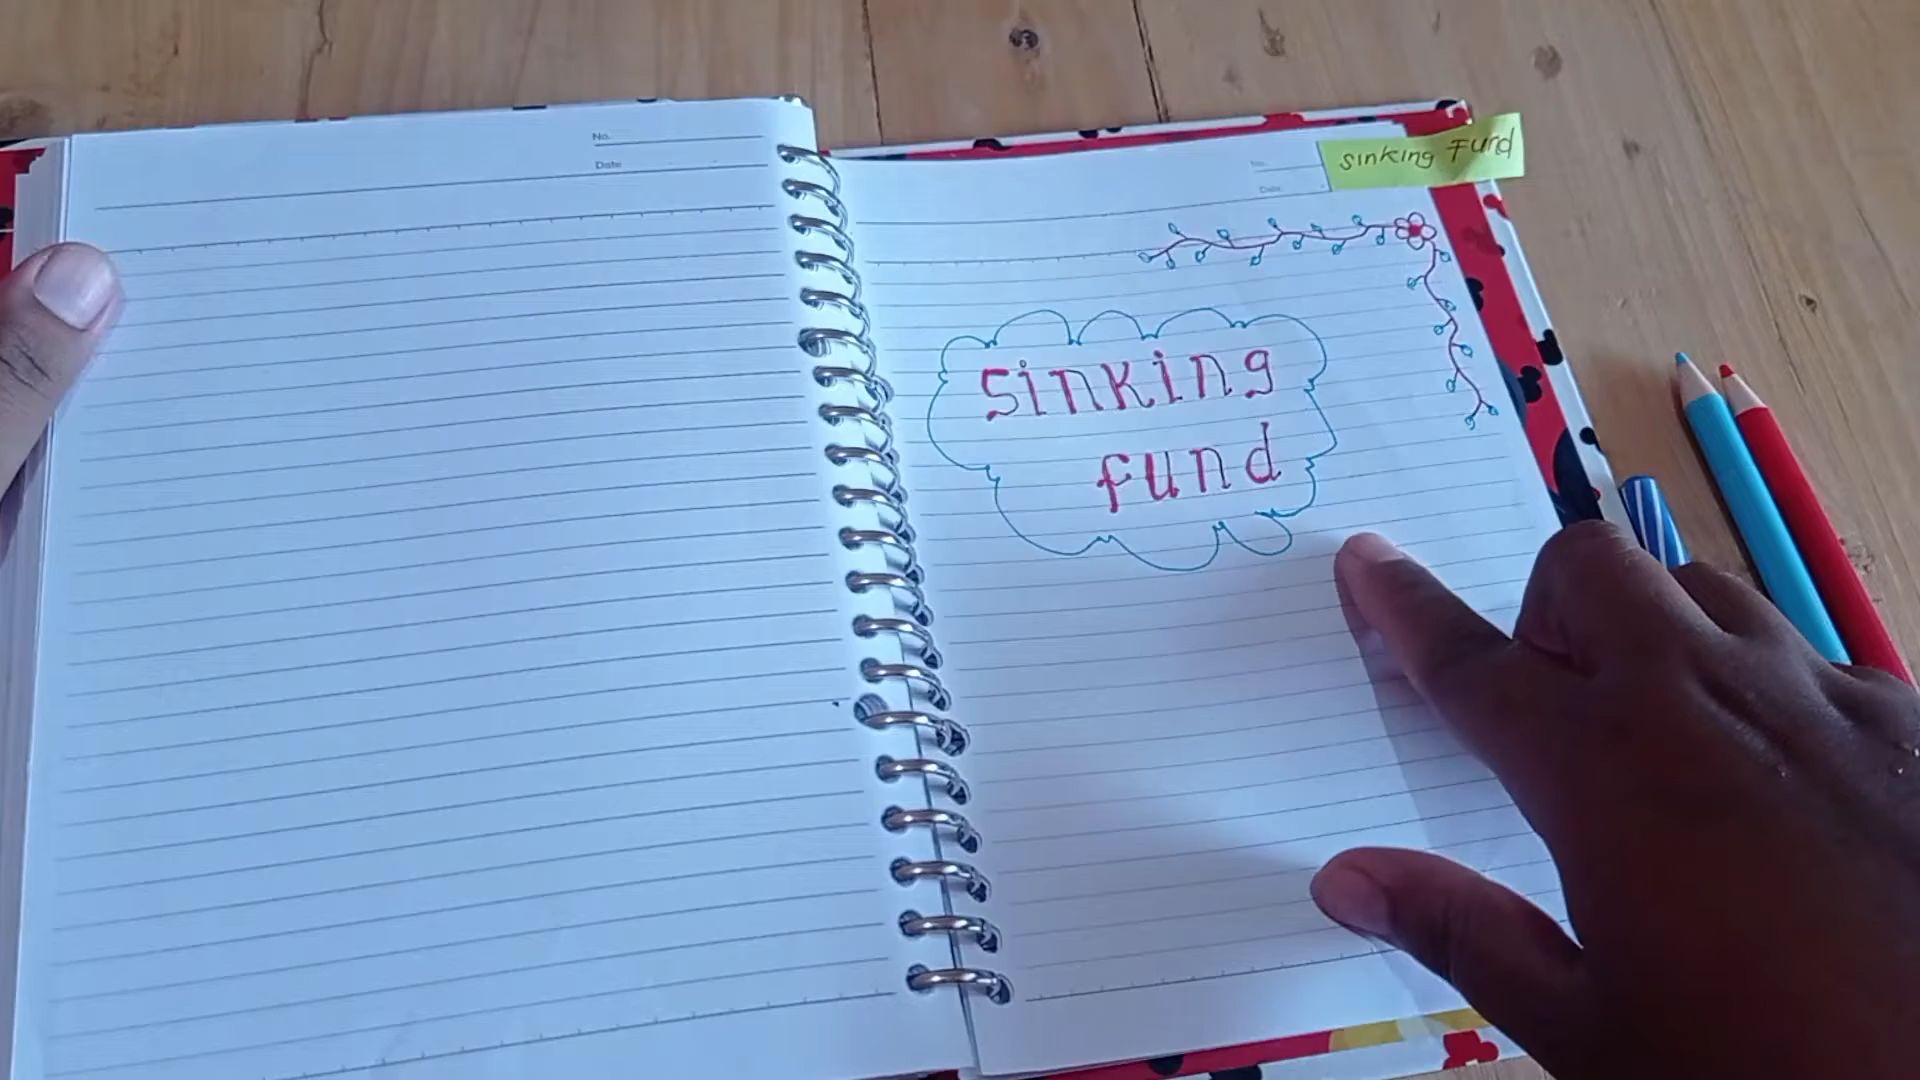 No.
Date
No.
Date.
sinking Fund
sinking
fund